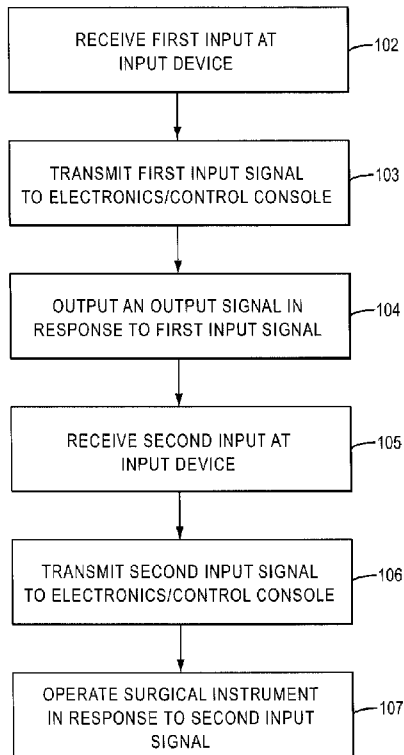 RECEIVE FIRST INPUT AT
INPUT DEVICE
102
TRANSMIT FIRST INPUT SIGNAL
TO ELECTRONICS/CONTROL CONSOLE
103
OUTPUT AN OUTPUT SIGNAL IN
RESPONSE TO FIRST INPUT SIGNAL
104
RECEIVE SECOND INPUT AT
INPUT DEVICE
105
TRANSMIT SECOND INPUT SIGNAL
TO ELECTRONICS/CONTROL CONSOLE
106
OPERATE SURGICAL INSTRUMENT
IN RESPONSE TO SECOND INPUT
SIGNAL
107